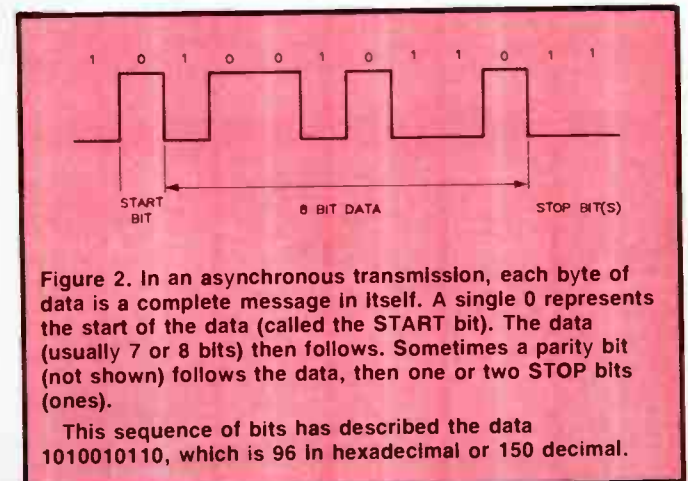 1 0 1 0 0 1 0 1 1 0 1 1
START
BIT
8 BIT DATA
STOP BIT(S)
Figure 2. In an asynchronous transmission, each byte of
data is a complete message in itself. A single 0 represents
the start of the data (called the START bit). The data
(usually 7 or 8 bits) then follows. Sometimes a parity bit
(not shown) follows the data, then one or two STOP bits
(ones).
This sequence of bits has described the data
1010010110, which is 96 in hexadecimal or 150 decimal.